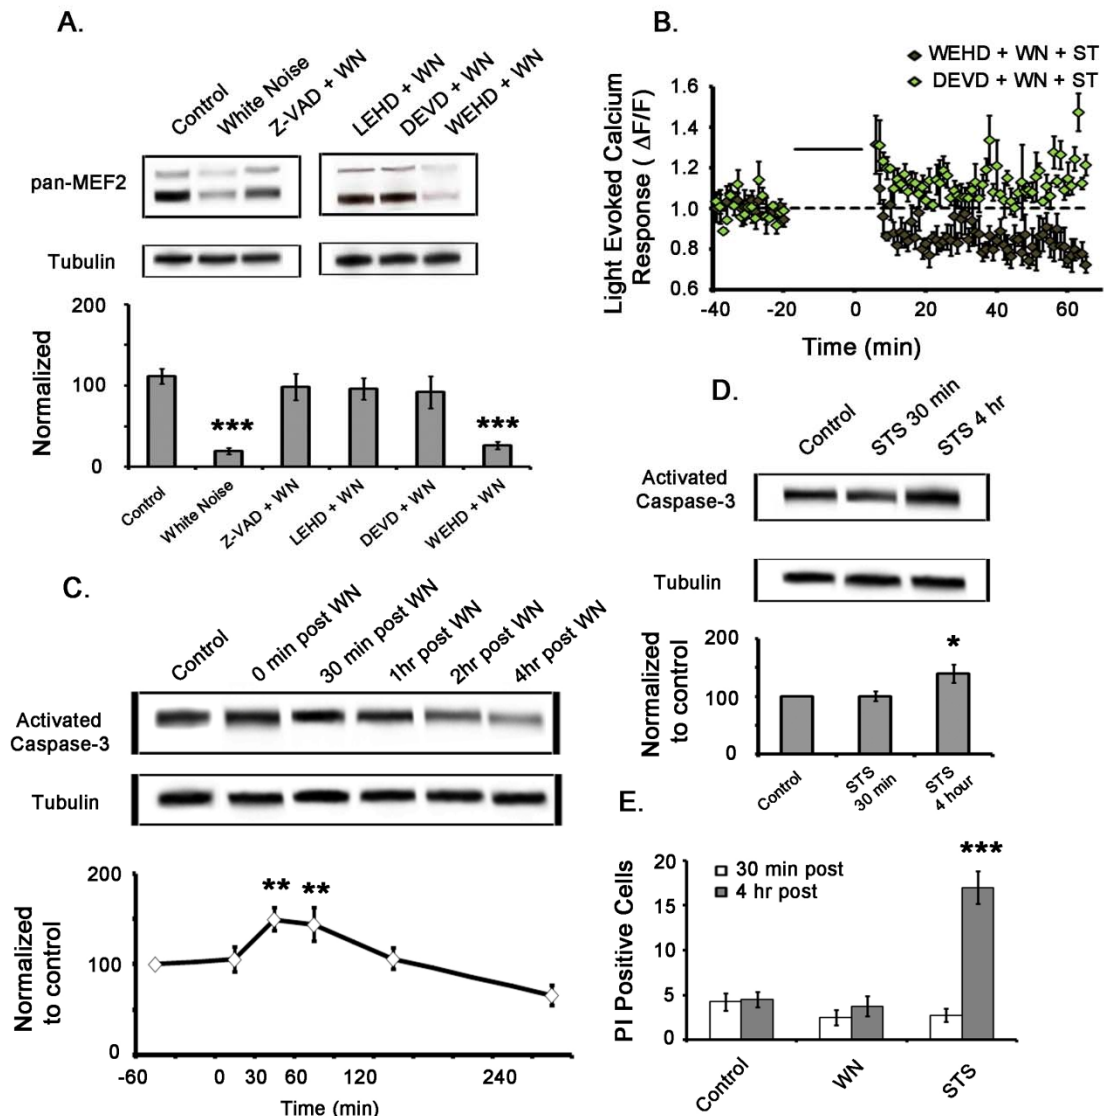 A.
Control
White Noise
Z-VAD + WN
LEHD + WN
DEVD + WN
WEHD + WN
pan-MEF2
Tubulin
200
100
0
Normalized
Control
White Noise
Z-VAD + WN
LEHD + WN
DEVD + WN
WEHD + WN
*** 
***
B.
WEHD + WN + ST
DEVD + WN + ST
Light Evoked Calcium
Response ( ΔF/F)
1.6
1.4
1.2
1.0
0.8
0.6
-40
-20
0
20
40
60
Time (min)
C.
Control
0 min post WN
30 min post WN
1hr post WN
2hr post WN
4hr post WN
Activated
Caspase-3
Tubulin
Normalized
to control
200
100
0
**
**
-60
0
30
60
120
240
Time (min)
D.
Control
STS 30 min
STS 4 hr
Activated
Caspase-3
Tubulin
Normalized
to control
200
100
0
*
Control
STS
30 min
STS
4 hour
E.
30 min post
4 hr post
PI Positive Cells
20
15
10
5
0
***
Control
WN
STS